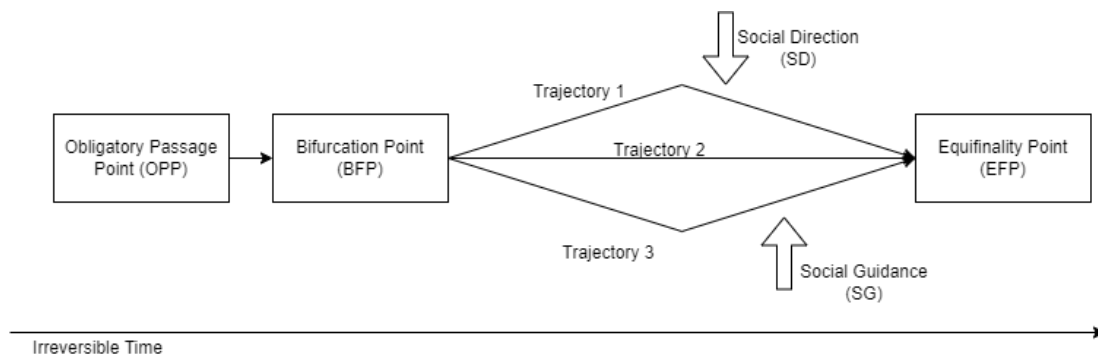 Social Direction
(SD)
Trajectory 1
Obligatory Passage
Point (OPP)
Bifurcation Point
(BFP)
Trajectory 2
Equifinality Point
(EFP)
Trajectory 3
Social Guidance
(SG)
Irreversible Time